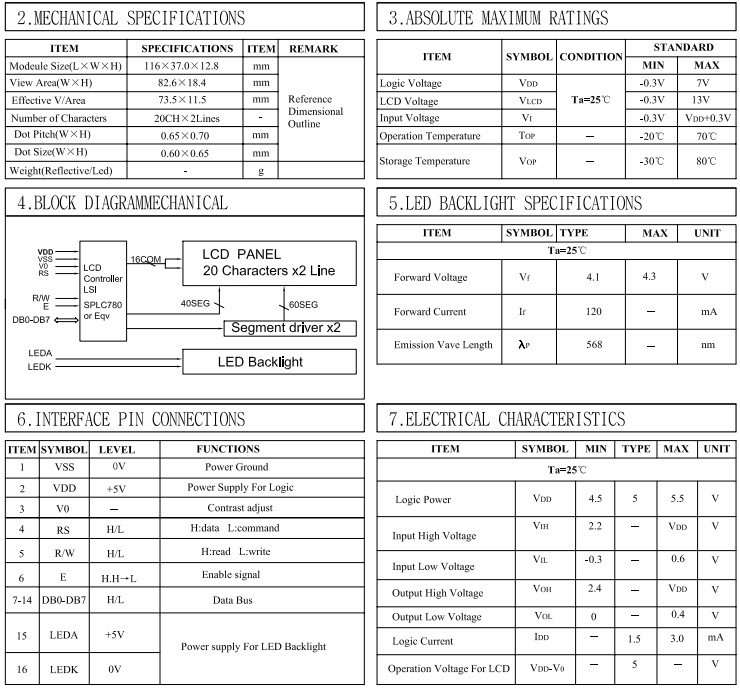 2.MECHANICAL SPECIFICATIONS
ITEM SPECIFICATIONS ITEM REMARK
Modeule Size(L×W×H) 116×37.0×12.8 mm
View Area(W×H) 82.6×18.4 mm
Effective V/Area 73.5×11.5 mm
Number of Characters 20CH×2Lines -
Dot Pitch(W×H) 0.65×0.70 mm
Dot Size(W×H) 0.60×0.65 mm
Weight(Reflective/Led) - g
Reference
Dimensional
Outline
3.ABSOLUTE MAXIMUM RATINGS
ITEM SYMBOL CONDITION STANDARD
MIN MAX
Logic Voltage VDD -0.3V 7V
LCD Voltage VLCD Ta=25℃ -0.3V 13V
Input Voltage VI -0.3V VDD+0.3V
Operation Temperature TOP — -20℃ 70℃
Storage Temperature VOP — -30℃ 80℃
4.BLOCK DIAGRAMMECHANICAL
VDD
VSS
V0
RS
R/W
E
DB0-DB7
LCD
Controller
LSI
SPLC780
or Eqv
16COM
LCD PANEL
20 Characters x2 Line
40SEG
60SEG
Segment driver x2
LEDA
LEDK
LED Backlight
5.LED BACKLIGHT SPECIFICATIONS
ITEM SYMBOL TYPE MAX UNIT
Ta=25℃
Forward Voltage Vf 4.1 4.3 V
Forward Current If 120 — mA
Emission Vave Length λP 568 — nm
6.INTERFACE PIN CONNECTIONS
ITEM SYMBOL LEVEL FUNCTIONS
1 VSS 0V Power Ground
2 VDD +5V Power Supply For Logic
3 V0 — Contrast adjust
4 RS H/L H:data L:command
5 R/W H/L H:read L:write
6 E H.H→L Enable signal
7-14 DB0-DB7 H/L Data Bus
15 LEDA +5V
Power supply For LED Backlight
16 LEDK 0V
7.ELECTRICAL CHARACTERISTICS
ITEM SYMBOL MIN TYPE MAX UNIT
Ta=25℃
Logic Power VDD 4.5 5 5.5 V
Input High Voltage VIH 2.2 — VDD V
Input Low Voltage VIL -0.3 — 0.6 V
Output High Voltage VOH 2.4 — VDD V
Output Low Voltage VOL 0 — 0.4 V
Logic Current IDD — 1.5 3.0 mA
Operation Voltage For LCD VDD-V0 — 5 — V